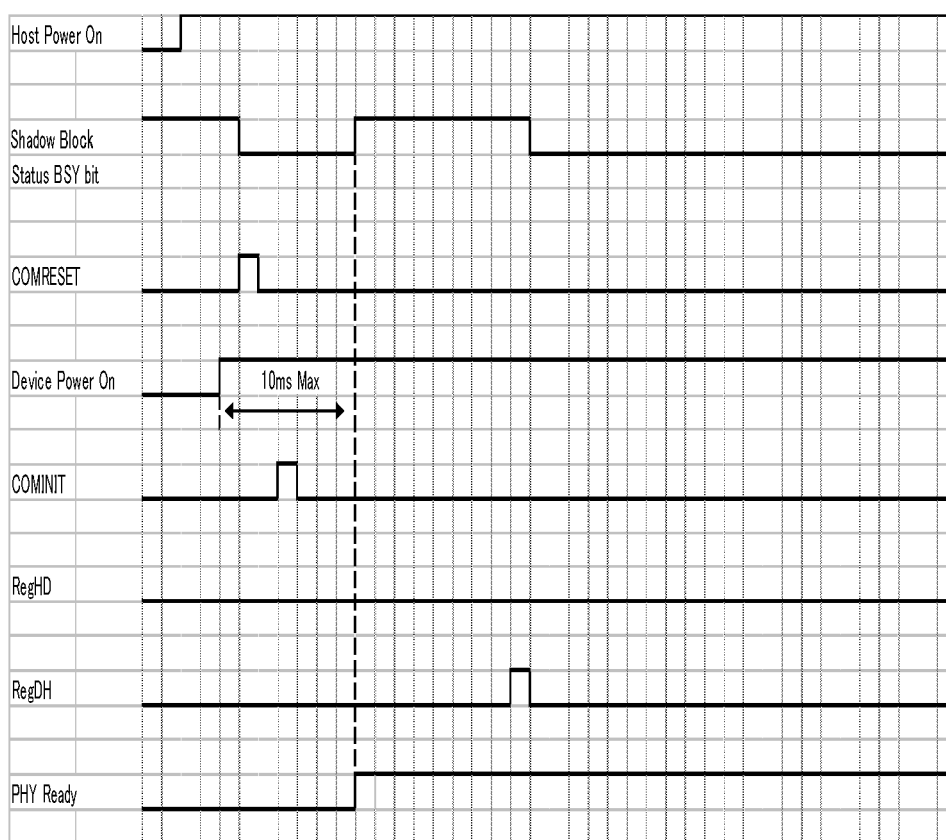 Host Power On
Shadow Block
Status BSY bit
COMRESET
Device Power On
10ms Max
COMINIT
RegHD
RegDH
PHY Ready